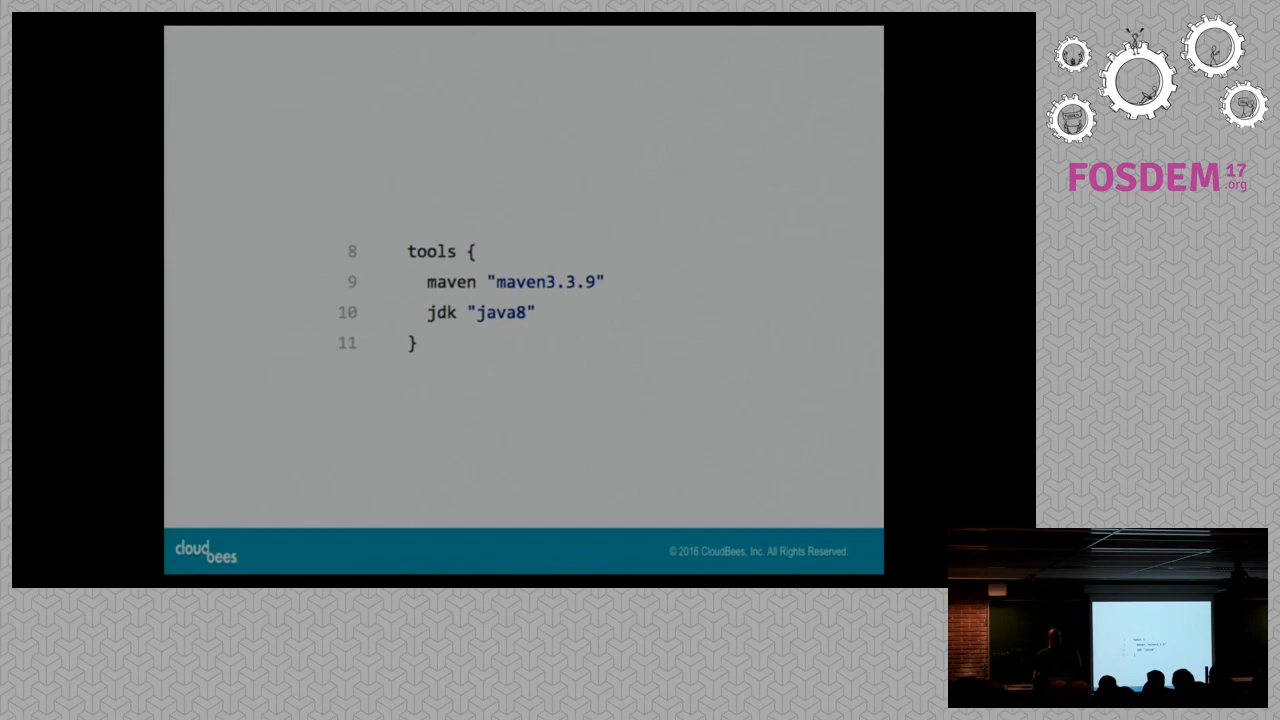 8 tools {
9 maven "maven3.3.9"
10 jdk "java8"
11 }
cloudbees
© 2016 CloudBees, Inc. All Rights Reserved.
FOSDEM 17
.org